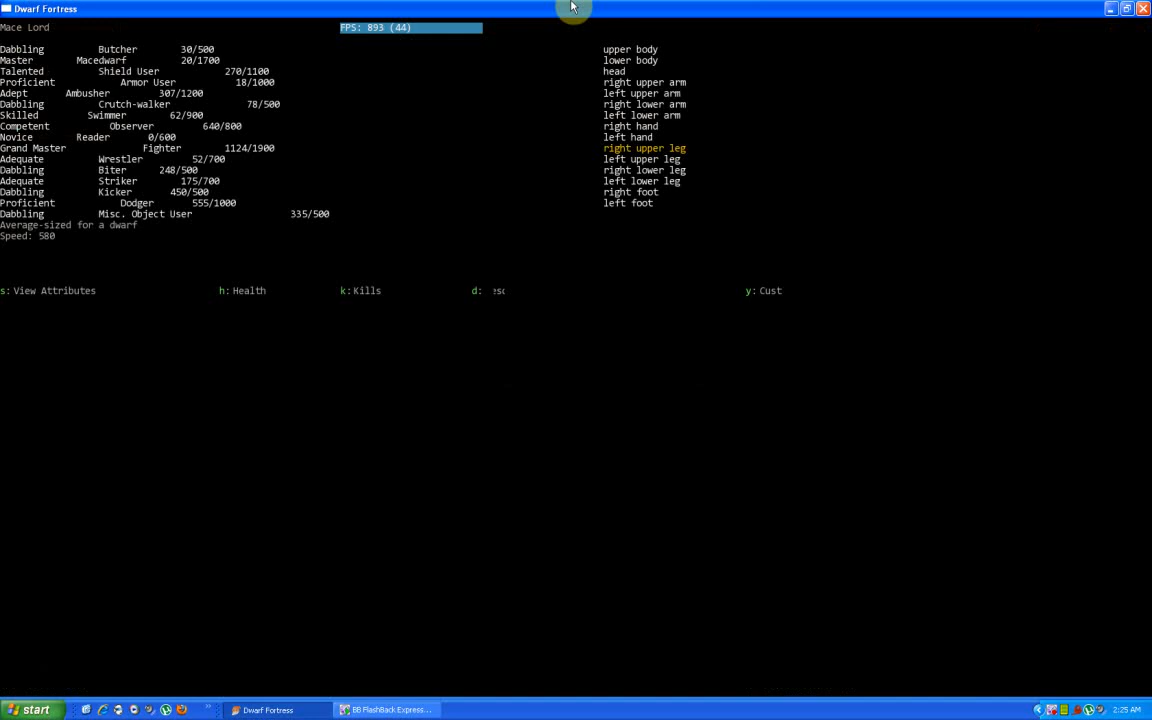 Dwarf Fortress
Mace Lord FPS: 893 (44)
Dabbling Butcher 30/500 upper body
Master Macedwarf 20/1700 lower body
Talented Shield User 270/1100 head
Proficient Armor User 18/1000 right upper arm
Adept Ambusher 307/1200 left upper arm
Dabbling Crutch-walker 78/500 right lower arm
Skilled Swimmer 62/900 left lower arm
Competent Observer 640/800 right hand
Novice Reader 0/600 left hand
Grand Master Fighter 1124/1900 right upper leg
Adequate Wrestler 52/700 left upper leg
Dabbling Biter 248/500 right lower leg
Adequate Striker 175/700 left lower leg
Dabbling Kicker 450/500 right foot
Proficient Dodger 555/1000 left foot
Dabbling Misc. Object User 335/500
Average-sized for a dwarf
Speed: 580
s: View Attributes h: Health k: Kills d: esc y: Cust
start Dwarf Fortress BB FlashBack Express... 2:25 AM